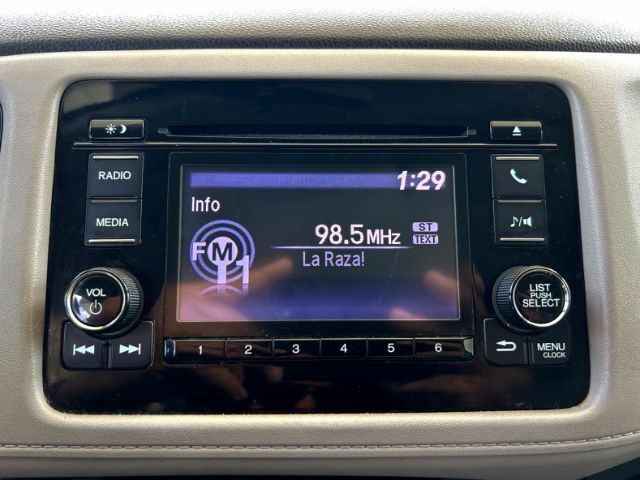 1:29
RADIO
Info
98.5MHz ST
TEXT
MEDIA
FM1
La Raza!
VOL
LIST
PUSH
SELECT
1 2 3 4 5 6
MENU
CLOCK